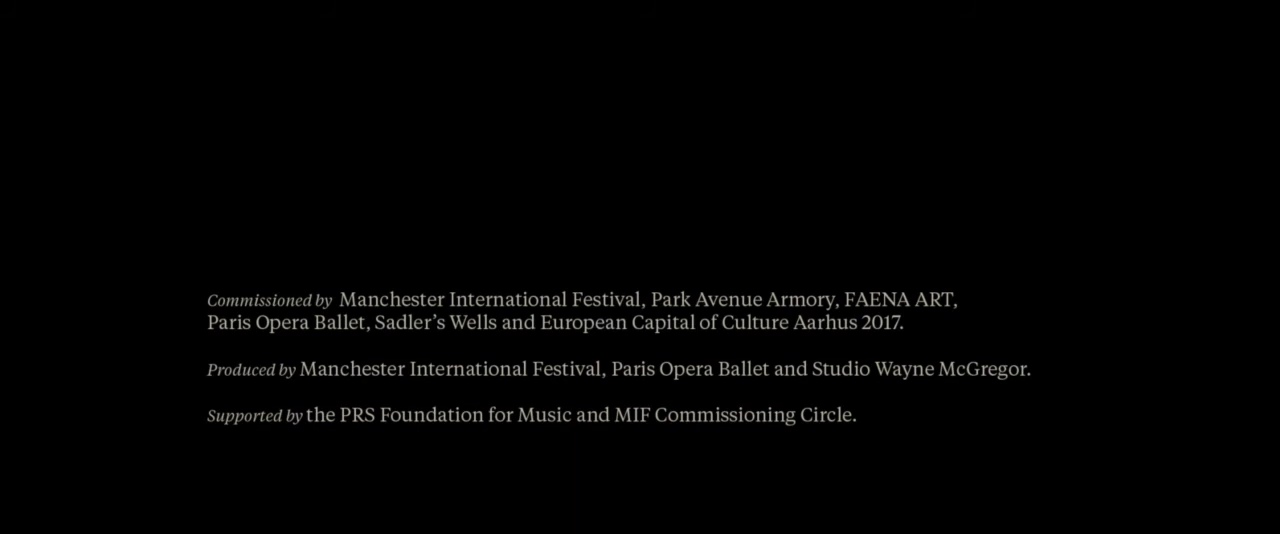 Commissioned by Manchester International Festival, Park Avenue Armory, FAENA ART,
Paris Opera Ballet, Sadler’s Wells and European Capital of Culture Aarhus 2017.
Produced by Manchester International Festival, Paris Opera Ballet and Studio Wayne McGregor.
Supported by the PRS Foundation for Music and MIF Commissioning Circle.